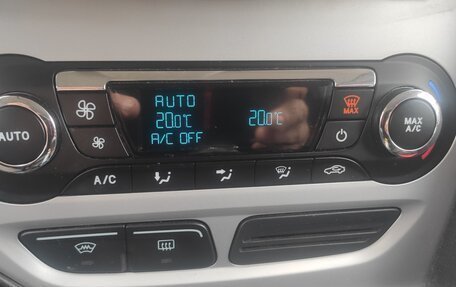 AUTO
20.0°C 20.0°C
A/C OFF
MAX
AUTO
MAX
A/C
A/C